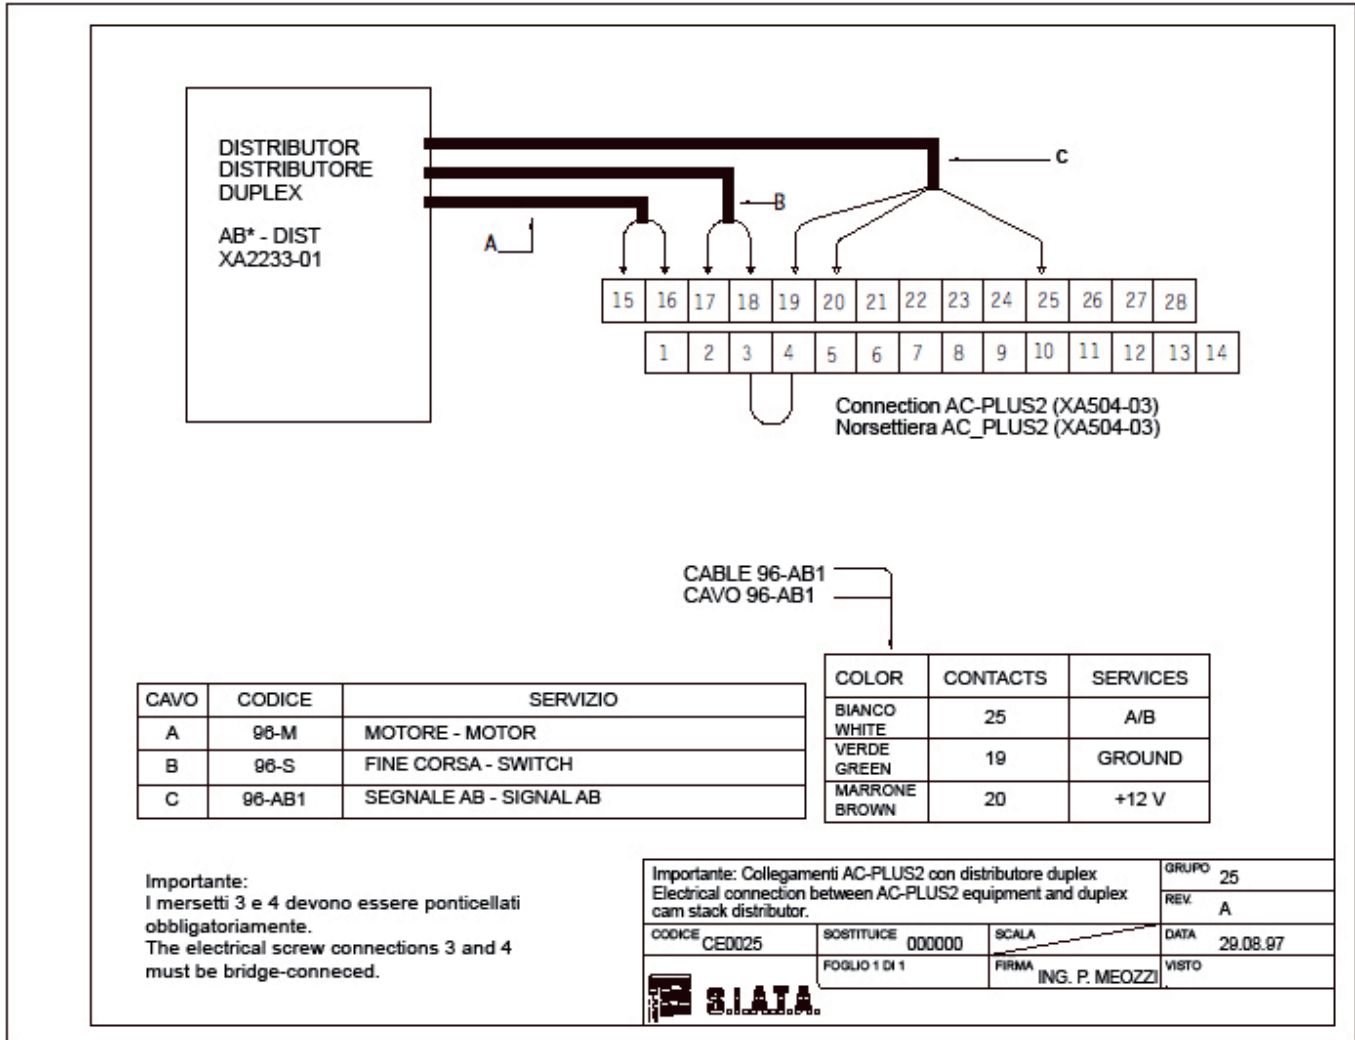 DISTRIBUTOR
DISTRIBUTORE
DUPLEX
AB* - DIST
XA2233-01
A
B
C
15 16 17 18 19 20 21 22 23 24 25 26 27 28
1 2 3 4 5 6 7 8 9 10 11 12 13 14
Connection AC-PLUS2 (XA504-03)
Norsettiera AC_PLUS2 (XA504-03)
CABLE 96-AB1
CAVO 96-AB1
CAVO CODICE SERVIZIO
A 96-M MOTORE - MOTOR
B 96-S FINE CORSA - SWITCH
C 96-AB1 SEGNALE AB - SIGNAL AB
COLOR CONTACTS SERVICES
BIANCO
WHITE 25 A/B
VERDE
GREEN 19 GROUND
MARRONE
BROWN 20 +12 V
Importante:
I mersetti 3 e 4 devono essere ponticellati
obbligatoriamente.
The electrical screw connections 3 and 4
must be bridge-conneced.
Importante: Collegamenti AC-PLUS2 con distributore duplex
Electrical connection between AC-PLUS2 equipment and duplex
cam stack distributor.
GRUPO 25
REV. A
CODICE CE0025 SOSTITUICE 000000 SCALA DATA 29.08.97
FOGLIO 1 DI 1 FIRMA ING. P. MEOZZI VISTO
S.I.A.T.A.